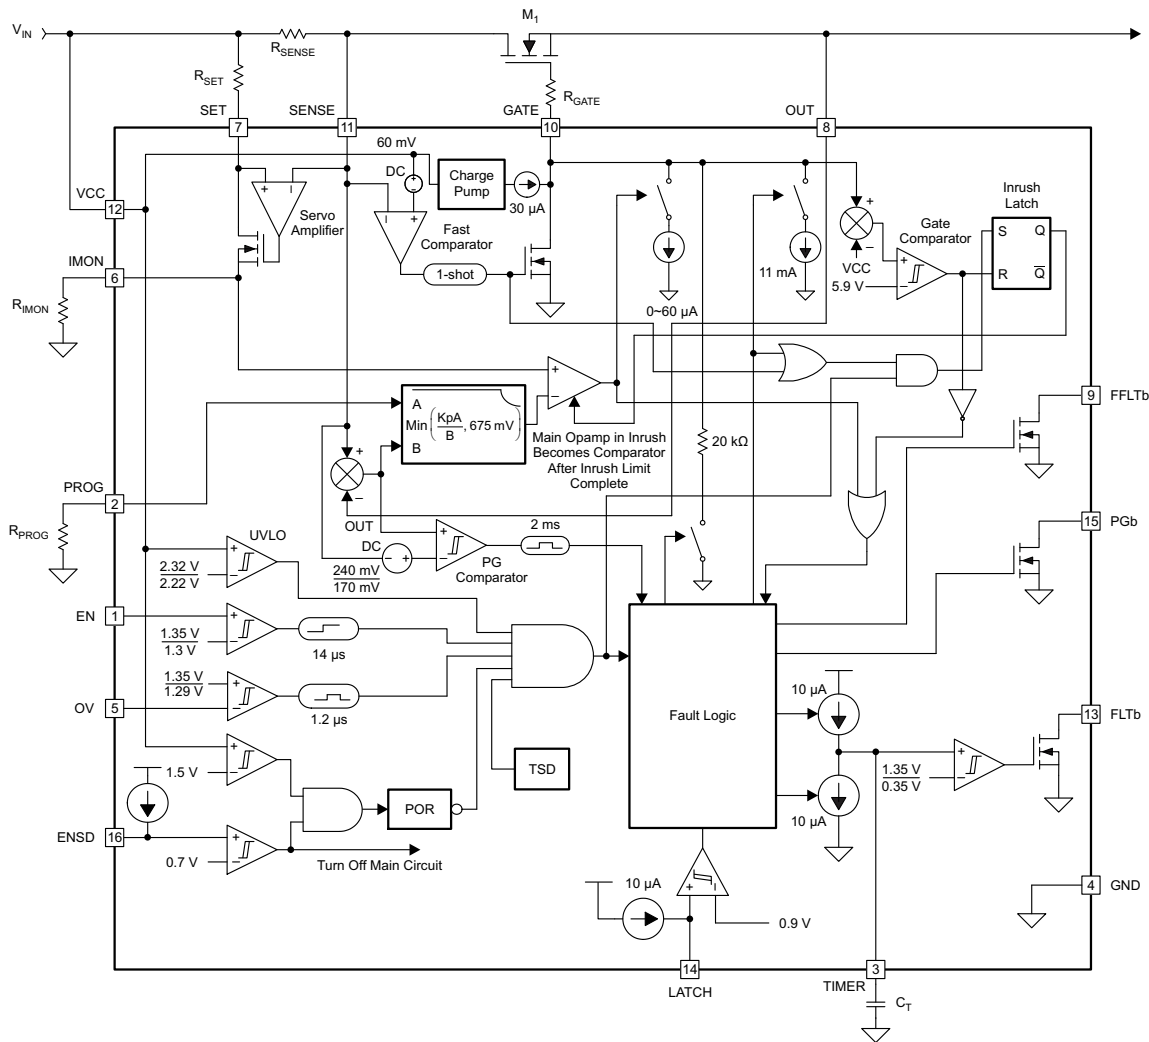 M1
VIN
RSENSE
RSET
RGATE
SET
SENSE
GATE
OUT
7
11
10
8
60 mV
DC
Charge
Pump
30 µA
VCC
12
+
−
Servo
Amplifier
−
+
Fast
Comparator
1-shot
0~60 µA
11 mA
+
−
VCC
5.9 V
Gate
Comparator
+
−
Inrush
Latch
S
Q
R
Q
IMON
6
RIMON
+
−
A
Min ( KpA
B
, 675 mV )
B
Main Opamp in Inrush
Becomes Comparator
After Inrush Limit
Complete
20 kΩ
9
FFLTb
+
−
OUT
PROG
2
RPROG
DC
−
+
240 mV
170 mV
+
−
PG
Comparator
2 ms
15
PGb
UVLO
2.32 V
2.22 V
+
−
EN
1
1.35 V
1.3 V
+
−
14 µs
1.35 V
1.29 V
+
−
OV
5
1.2 µs
+
−
1.5 V
TSD
POR
ENSD
16
+
−
0.7 V
Turn Off Main Circuit
Fault Logic
10 µA
10 µA
+
−
1.35 V
0.35 V
13
FLTb
10 µA
+
−
0.9 V
4
GND
14
LATCH
3
TIMER
CT